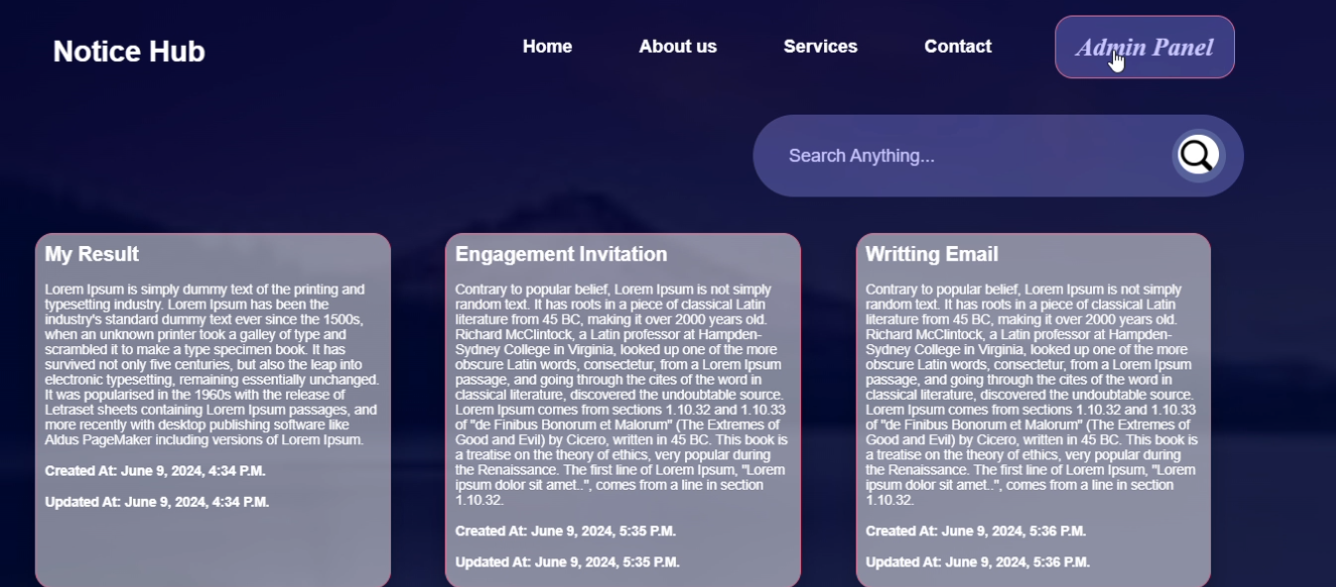 Notice Hub
Home
About us
Services
Contact
Admin Panel
Search Anything...
My Result
Lorem Ipsum is simply dummy text of the printing and
typesetting industry. Lorem Ipsum has been the
industry's standard dummy text ever since the 1500s,
when an unknown printer took a galley of type and
scrambled it to make a type specimen book. It has
survived not only five centuries, but also the leap into
electronic typesetting, remaining essentially unchanged.
It was popularised in the 1960s with the release of
Letraset sheets containing Lorem Ipsum passages, and
more recently with desktop publishing software like
Aldus PageMaker including versions of Lorem Ipsum.
Created At: June 9, 2024, 4:34 P.M.
Updated At: June 9, 2024, 4:34 P.M.
Engagement Invitation
Contrary to popular belief, Lorem Ipsum is not simply
random text. It has roots in a piece of classical Latin
literature from 45 BC, making it over 2000 years old.
Richard McClintock, a Latin professor at Hampden-
Sydney College in Virginia, looked up one of the more
obscure Latin words, consectetur, from a Lorem Ipsum
passage, and going through the cites of the word in
classical literature, discovered the undoubtable source.
Lorem Ipsum comes from sections 1.10.32 and 1.10.33
of "de Finibus Bonorum et Malorum" (The Extremes of
Good and Evil) by Cicero, written in 45 BC. This book is
a treatise on the theory of ethics, very popular during
the Renaissance. The first line of Lorem Ipsum, "Lorem
ipsum dolor sit amet..", comes from a line in section
1.10.32.
Created At: June 9, 2024, 5:35 P.M.
Updated At: June 9, 2024, 5:35 P.M.
Writting Email
Contrary to popular belief, Lorem Ipsum is not simply
random text. It has roots in a piece of classical Latin
literature from 45 BC, making it over 2000 years old.
Richard McClintock, a Latin professor at Hampden-
Sydney College in Virginia, looked up one of the more
obscure Latin words, consectetur, from a Lorem Ipsum
passage, and going through the cites of the word in
classical literature, discovered the undoubtable source.
Lorem Ipsum comes from sections 1.10.32 and 1.10.33
of "de Finibus Bonorum et Malorum" (The Extremes of
Good and Evil) by Cicero, written in 45 BC. This book is
a treatise on the theory of ethics, very popular during
the Renaissance. The first line of Lorem Ipsum, "Lorem
ipsum dolor sit amet..", comes from a line in section
1.10.32.
Created At: June 9, 2024, 5:36 P.M.
Updated At: June 9, 2024, 5:36 P.M.